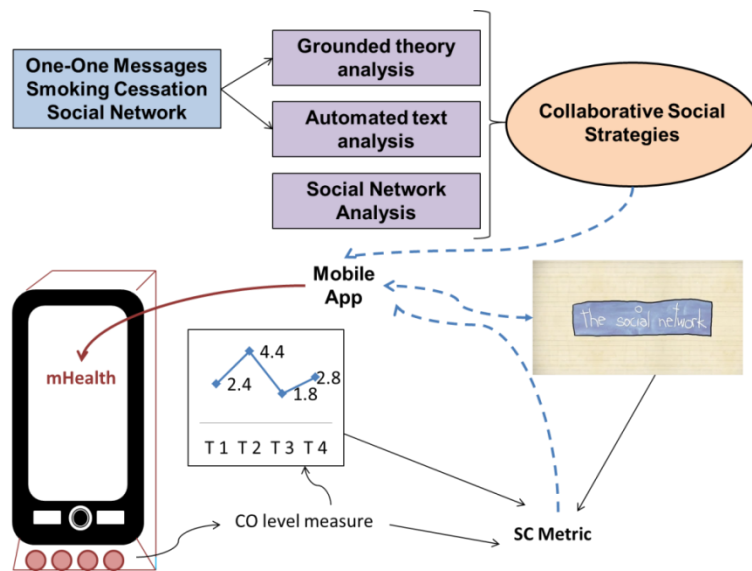 One-One Messages
Smoking Cessation
Social Network
Grounded theory
analysis
Automated text
analysis
Social Network
Analysis
Collaborative Social
Strategies
Mobile
App
the social network
mHealth
4.4
2.4
2.8
1.8
T 1 T 2 T 3 T 4
CO level measure
SC Metric